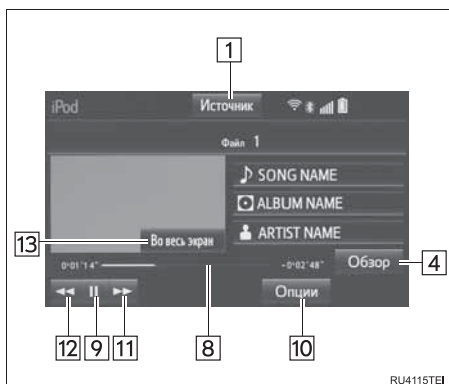 1
iPod Источник
Файл 1
SONG NAME
ALBUM NAME
ARTIST NAME
13 Во весь экран
0:01'14" -0:02'48" Обзор 4
Опции
12 9 11 8 10
RU4115TEI